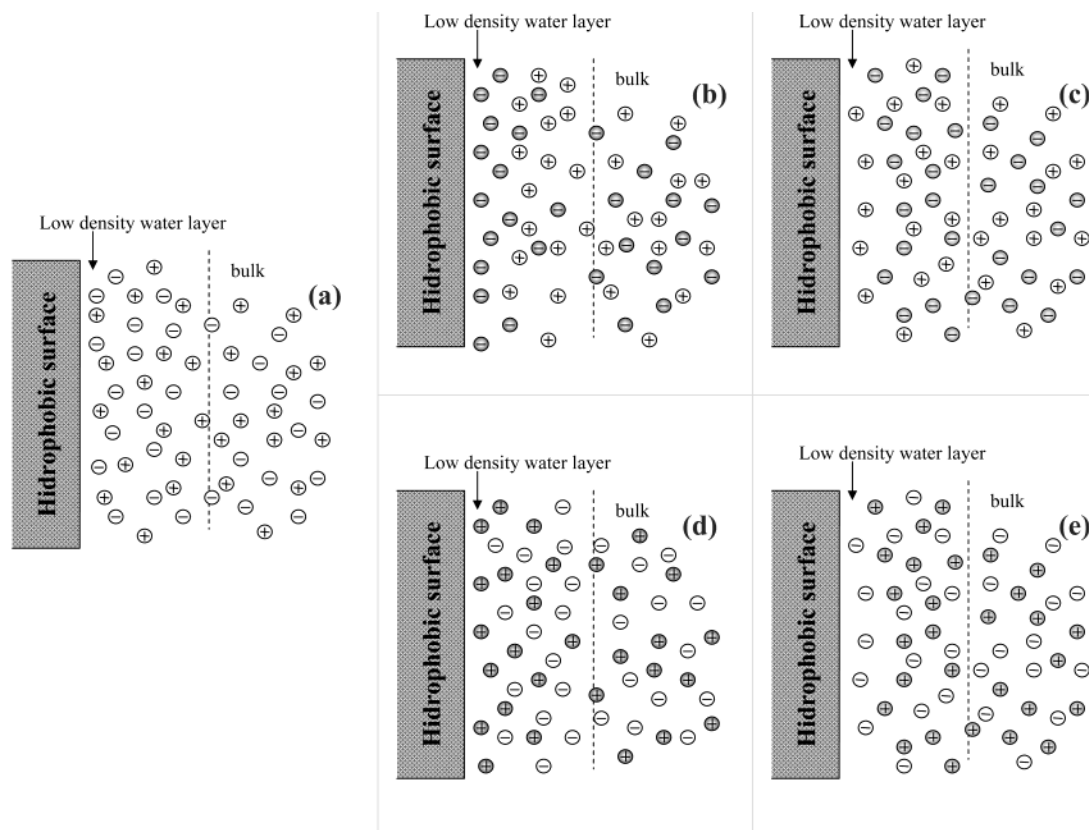 Low density water layer
bulk
(a)
Hidrophobic surface
Low density water layer
bulk
(b)
Hidrophobic surface
Low density water layer
bulk
(c)
Hidrophobic surface
Low density water layer
bulk
(d)
Hidrophobic surface
Low density water layer
bulk
(e)
Hidrophobic surface